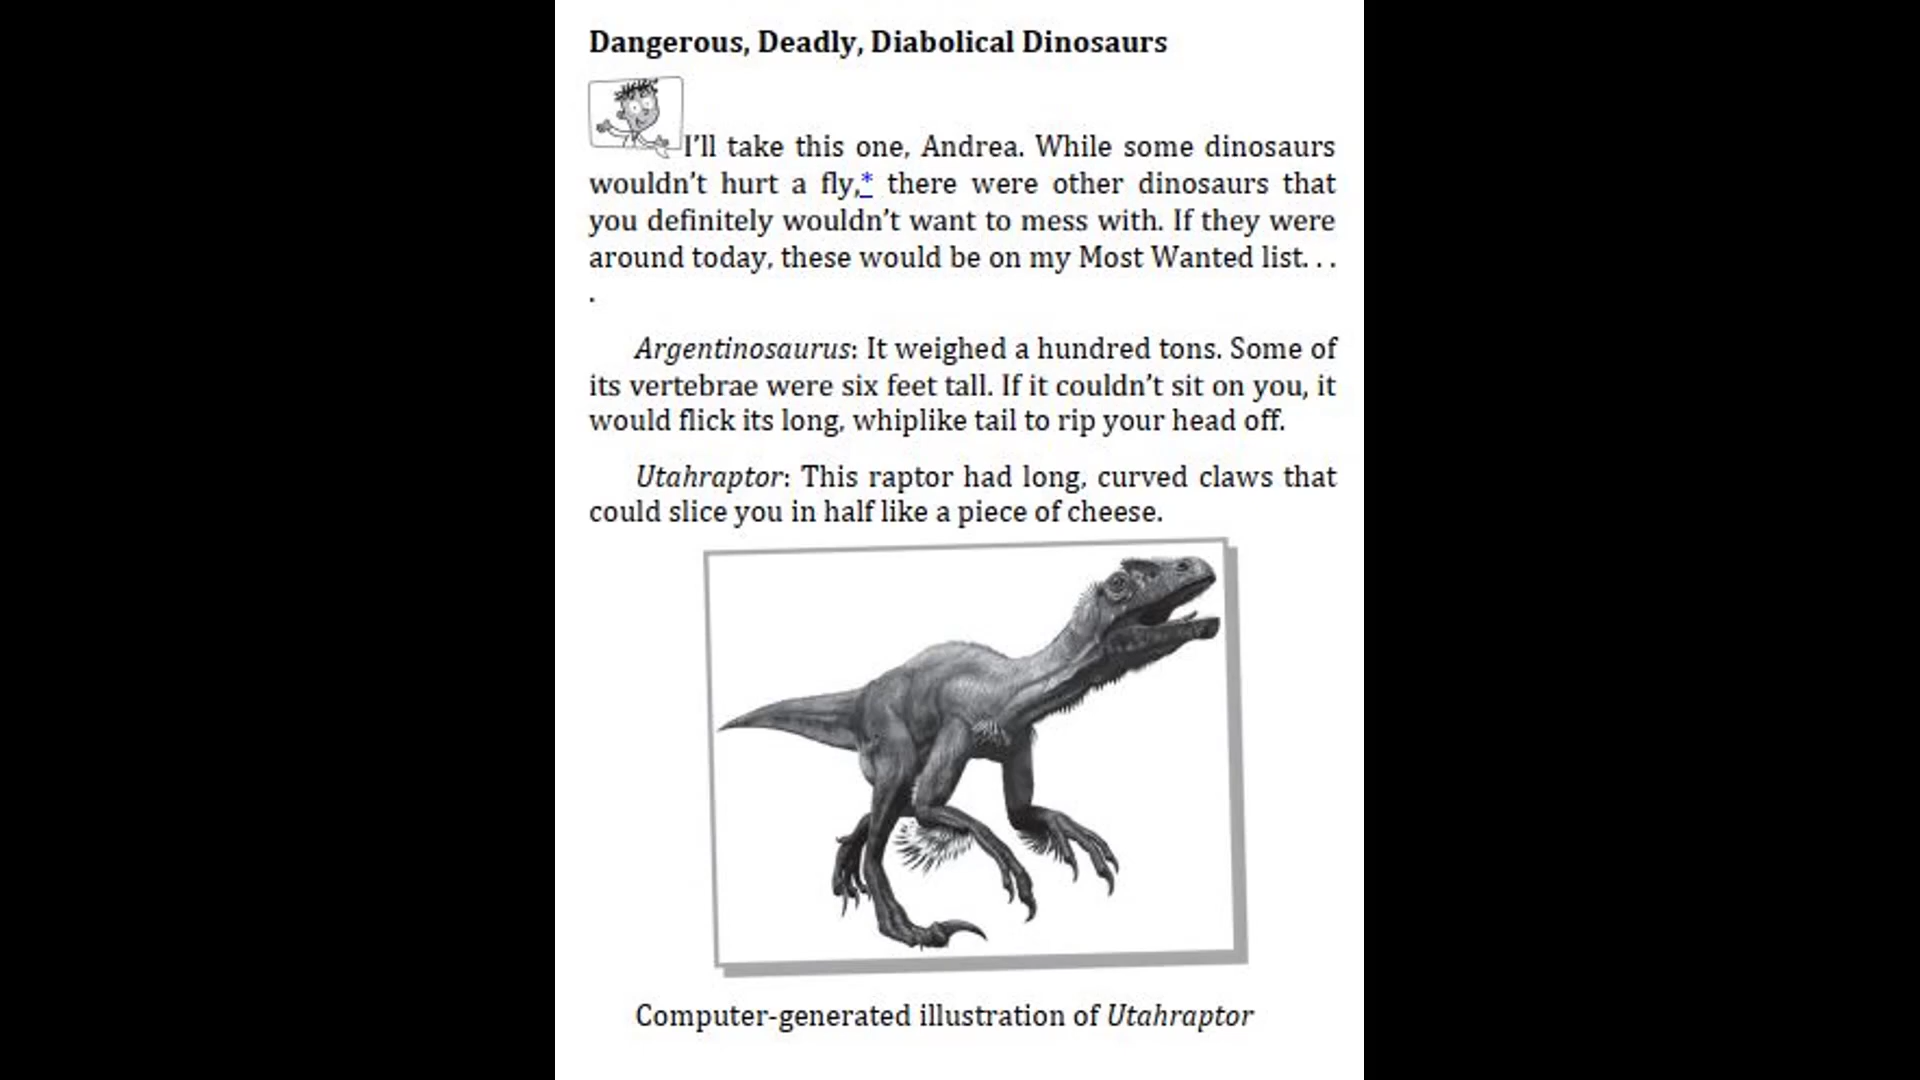 Dangerous, Deadly, Diabolical Dinosaurs
I’ll take this one, Andrea. While some dinosaurs
wouldn’t hurt a fly,* there were other dinosaurs that
you definitely wouldn’t want to mess with. If they were
around today, these would be on my Most Wanted list. . .
.
Argentinosaurus: It weighed a hundred tons. Some of
its vertebrae were six feet tall. If it couldn’t sit on you, it
would flick its long, whiplike tail to rip your head off.
Utahraptor: This raptor had long, curved claws that
could slice you in half like a piece of cheese.
Computer-generated illustration of Utahraptor